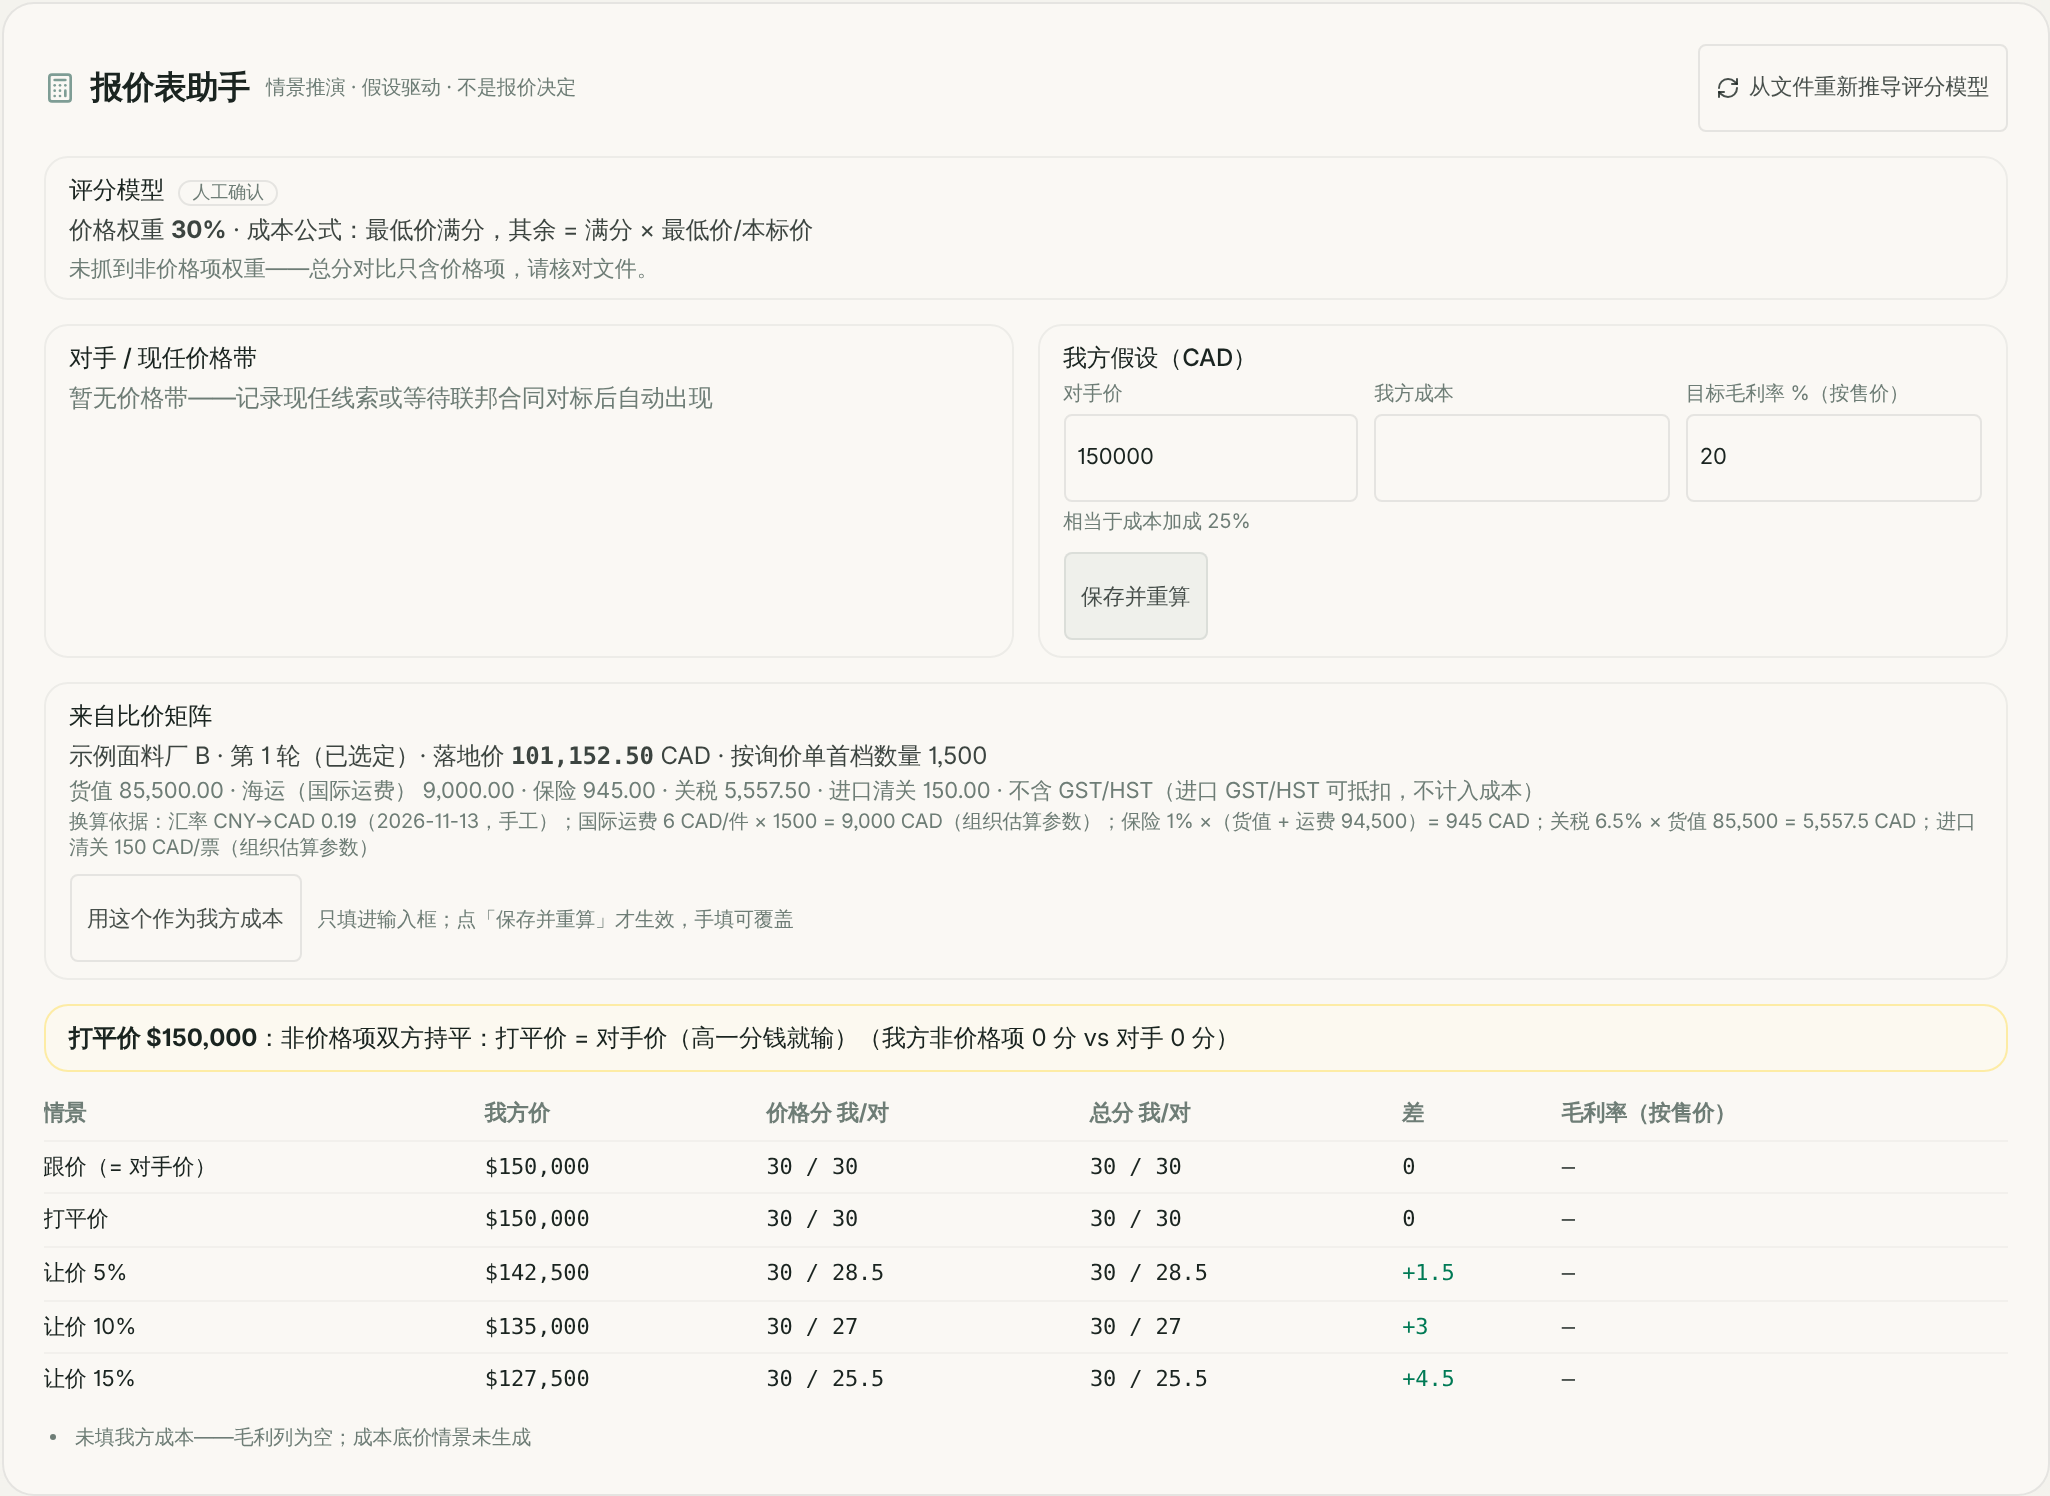 报价表助手 情景推演 · 假设驱动 · 不是报价决定
从文件重新推导评分模型
评分模型 人工确认
价格权重 30% · 成本公式：最低价满分，其余 = 满分 × 最低价/本标价
未抓到非价格项权重——总分对比只含价格项，请核对文件。
对手 / 现任价格带
暂无价格带——记录现任线索或等待联邦合同对标后自动出现
我方假设（CAD）
对手价 我方成本 目标毛利率 %（按售价）
150000 20
相当于成本加成 25%
保存并重算
来自比价矩阵
示例面料厂 B · 第 1 轮（已选定）· 落地价 101,152.50 CAD · 按询价单首档数量 1,500
货值 85,500.00 · 海运（国际运费） 9,000.00 · 保险 945.00 · 关税 5,557.50 · 进口清关 150.00 · 不含 GST/HST（进口 GST/HST 可抵扣，不计入成本）
换算依据：汇率 CNY→CAD 0.19（2026-11-13，手工）；国际运费 6 CAD/件 × 1500 = 9,000 CAD（组织估算参数）；保险 1% ×（货值 + 运费 94,500）= 945 CAD；关税 6.5% × 货值 85,500 = 5,557.5 CAD；进口
清关 150 CAD/票（组织估算参数）
用这个作为我方成本 只填进输入框；点「保存并重算」才生效，手填可覆盖
打平价 $150,000：非价格项双方持平：打平价 = 对手价（高一分钱就输）（我方非价格项 0 分 vs 对手 0 分）
情景 我方价 价格分 我/对 总分 我/对 差 毛利率（按售价）
跟价（= 对手价） $150,000 30 / 30 30 / 30 0 —
打平价 $150,000 30 / 30 30 / 30 0 —
让价 5% $142,500 30 / 28.5 30 / 28.5 +1.5 —
让价 10% $135,000 30 / 27 30 / 27 +3 —
让价 15% $127,500 30 / 25.5 30 / 25.5 +4.5 —
• 未填我方成本——毛利列为空；成本底价情景未生成